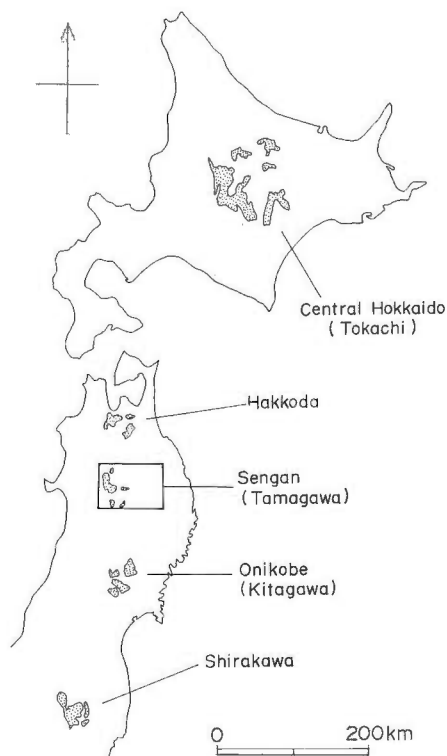 Central Hokkaido
(Tokachi)
Hakkoda
Sengan
(Tamagawa)
Onikobe
(Kitagawa)
Shirakawa
0 200km